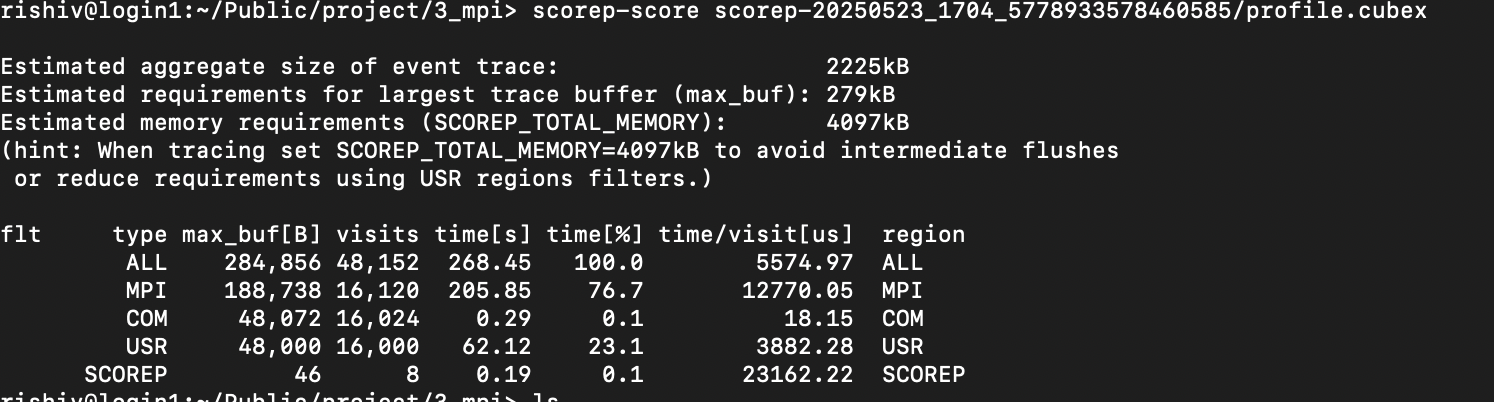 rishiv@login1:~/Public/project/3_mpi> scorep-score scorep-20250523_1704_5778933578460585/profile.cubex
Estimated aggregate size of event trace:                   2225kB
Estimated requirements for largest trace buffer (max_buf): 279kB
Estimated memory requirements (SCOREP_TOTAL_MEMORY):       4097kB
(hint: When tracing set SCOREP_TOTAL_MEMORY=4097kB to avoid intermediate flushes
 or reduce requirements using USR regions filters.)
flt     type max_buf[B] visits time[s] time[%] time/visit[us]  region
         ALL    284,856 48,152  268.45   100.0        5574.97  ALL
         MPI    188,738 16,120  205.85    76.7       12770.05  MPI
         COM     48,072 16,024    0.29     0.1          18.15  COM
         USR     48,000 16,000   62.12    23.1        3882.28  USR
      SCOREP         46      8    0.19     0.1       23162.22  SCOREP
rishiv@login1:~/Public/project/3_mpi> ls